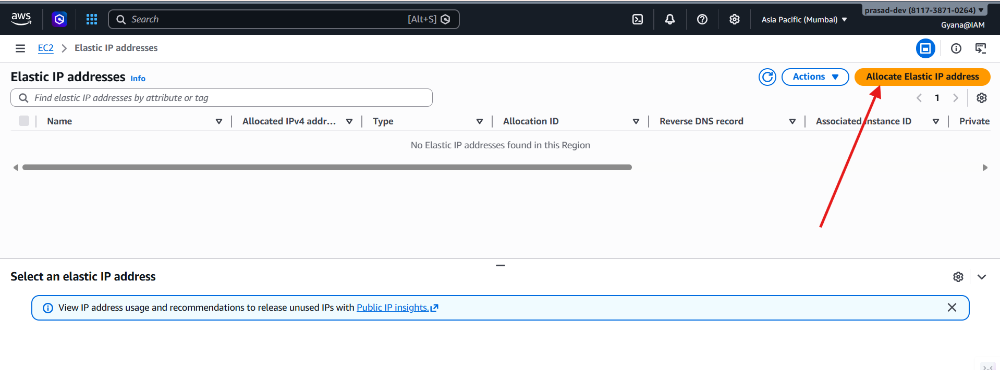 aws
Search [Alt+S]
Asia Pacific (Mumbai) ▼
prasad-dev (8117-3871-0264) ▼
Gyana@IAM
EC2 > Elastic IP addresses
Elastic IP addresses Info
Actions ▼ Allocate Elastic IP address
Find elastic IP addresses by attribute or tag
< 1 >
Name Allocated IPv4 addr... Type Allocation ID Reverse DNS record Associated instance ID Private
No Elastic IP addresses found in this Region
Select an elastic IP address
View IP address usage and recommendations to release unused IPs with Public IP insights.